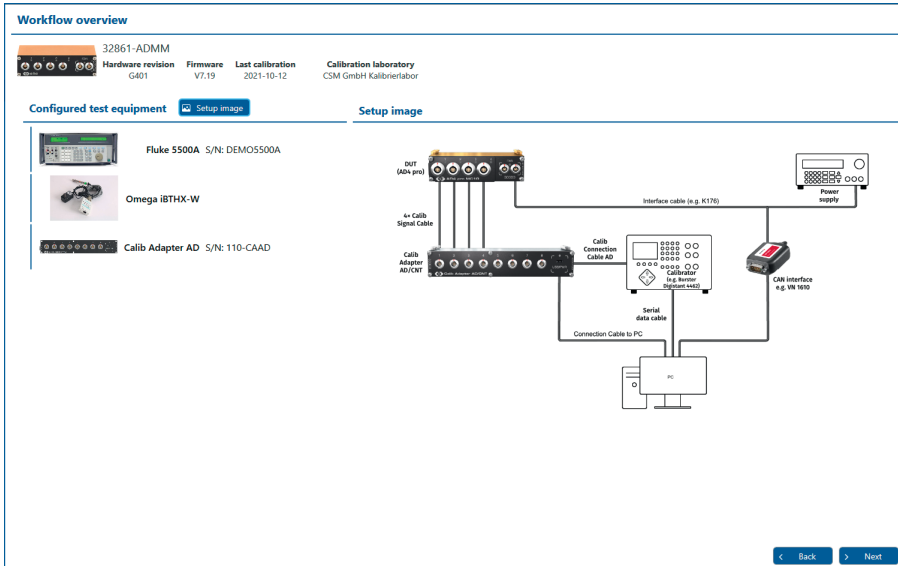 Workflow overview
32861-ADMM
Hardware revision Firmware Last calibration Calibration laboratory
G401 V7.19 2021-10-12 CSM GmbH Kalibrierlabor
Configured test equipment
Setup image
Setup image
Fluke 5500A S/N: DEMO5500A
Omega iBTHX-W
Calib Adapter AD S/N: 110-CAAD
DUT
(AD4 pro)
Power
supply
Interface cable (e.g. K176)
4× Calib
Signal Cable
Calib
Adapter
AD/CNT
Calib
Connection
Cable AD
Calibrator
(e.g. Burster
Digistant 4462)
CAN interface
e.g. VN 1610
Serial
data cable
Connection Cable to PC
PC
< Back
> Next